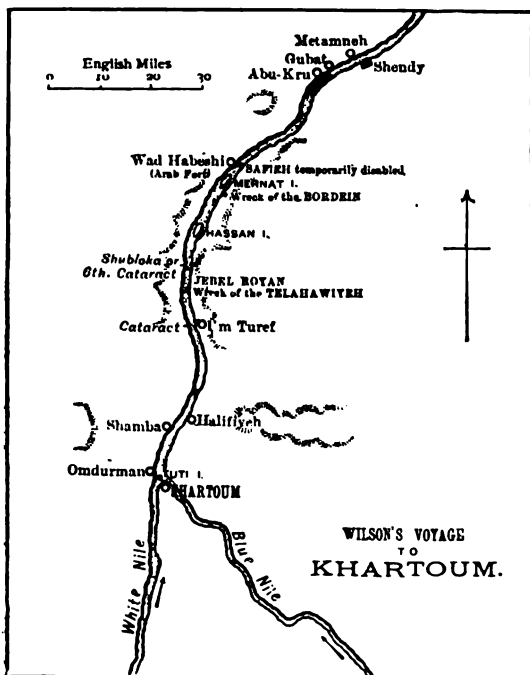 Metamneh
English Miles
Gubat
Shendy
Abu-Kru
0 10 20 30
Wad Habeshi
(Arab Fort)
SAFIEH temporarily disabled.
MERNAT I.
Wreck of the BORDEIN
HASSAN I.
Shubloka or
6th. Cataract
JEBEL ROYAN
Wreck of the TELAHAWIYEH
Cataract
Um Turef
Shamba
Halifiyeh
Omdurman
TUTI I.
KHARTOUM
White Nile
Blue Nile
WILSON'S VOYAGE
TO
KHARTOUM.